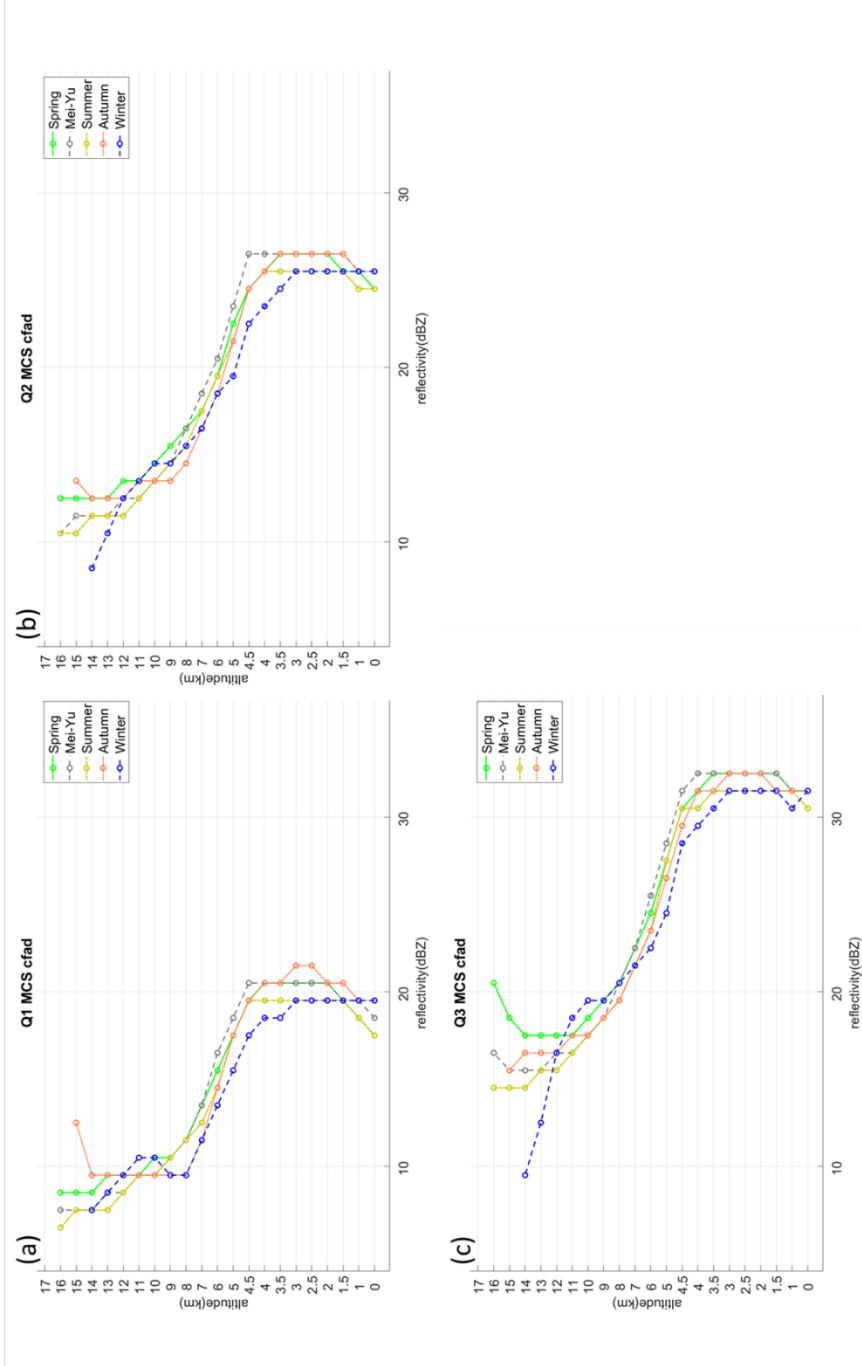 (a)
Q1 MCS cfad
17
16
15
14
13
12
11
10
9
8
7
6
5
4.5
4
3.5
3
2.5
2
1.5
1
0
altitude(km)
10
20
30
reflectivity(dBZ)
Spring
Mei-Yu
Summer
Autumn
Winter
(b)
Q2 MCS cfad
17
16
15
14
13
12
11
10
9
8
7
6
5
4.5
4
3.5
3
2.5
2
1.5
1
0
altitude(km)
10
20
30
reflectivity(dBZ)
Spring
Mei-Yu
Summer
Autumn
Winter
(c)
Q3 MCS cfad
17
16
15
14
13
12
11
10
9
8
7
6
5
4.5
4
3.5
3
2.5
2
1.5
1
0
altitude(km)
10
20
30
reflectivity(dBZ)
Spring
Mei-Yu
Summer
Autumn
Winter